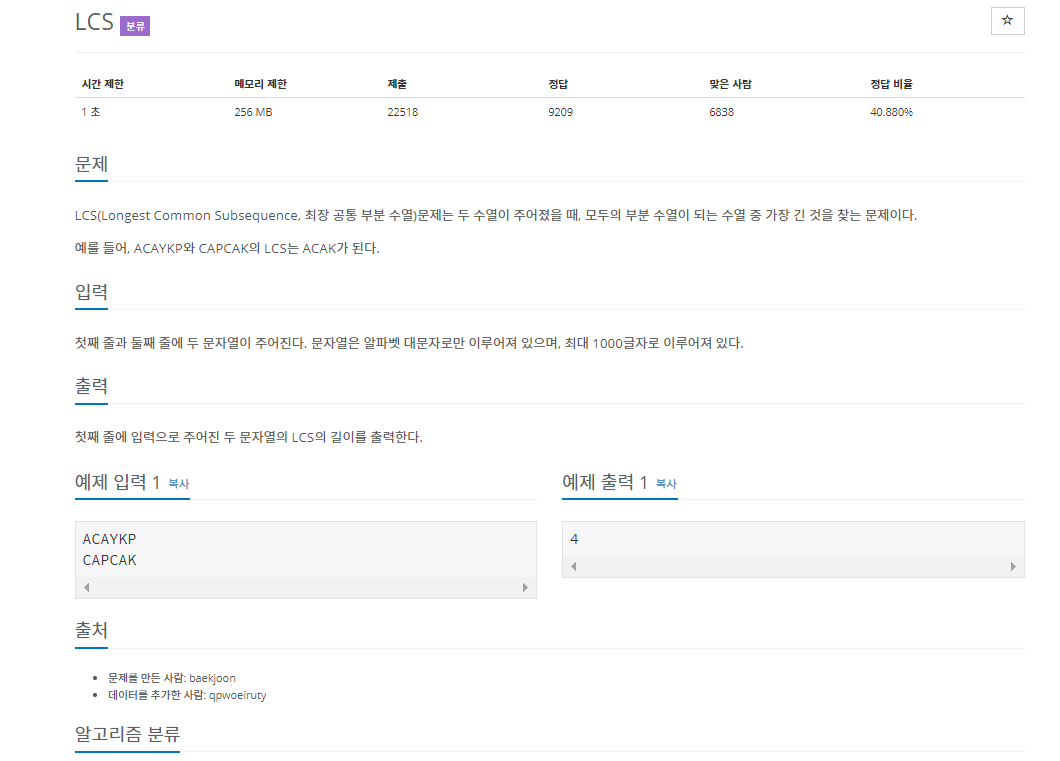 LCS 분류
☆
시간 제한 메모리 제한 제출 정답 맞은 사람 정답 비율
1 초 256 MB 22518 9209 6838 40.880%
문제
LCS(Longest Common Subsequence, 최장 공통 부분 수열)문제는 두 수열이 주어졌을 때, 모두의 부분 수열이 되는 수열 중 가장 긴 것을 찾는 문제이다.
예를 들어, ACAYKP와 CAPCAK의 LCS는 ACAK가 된다.
입력
첫째 줄과 둘째 줄에 두 문자열이 주어진다. 문자열은 알파벳 대문자로만 이루어져 있으며, 최대 1000글자로 이루어져 있다.
출력
첫째 줄에 입력으로 주어진 두 문자열의 LCS의 길이를 출력한다.
예제 입력 1 복사
ACAYKP
CAPCAK
예제 출력 1 복사
4
출처
문제를 만든 사람: baekjoon
데이터를 추가한 사람: qpwoeiruty
알고리즘 분류